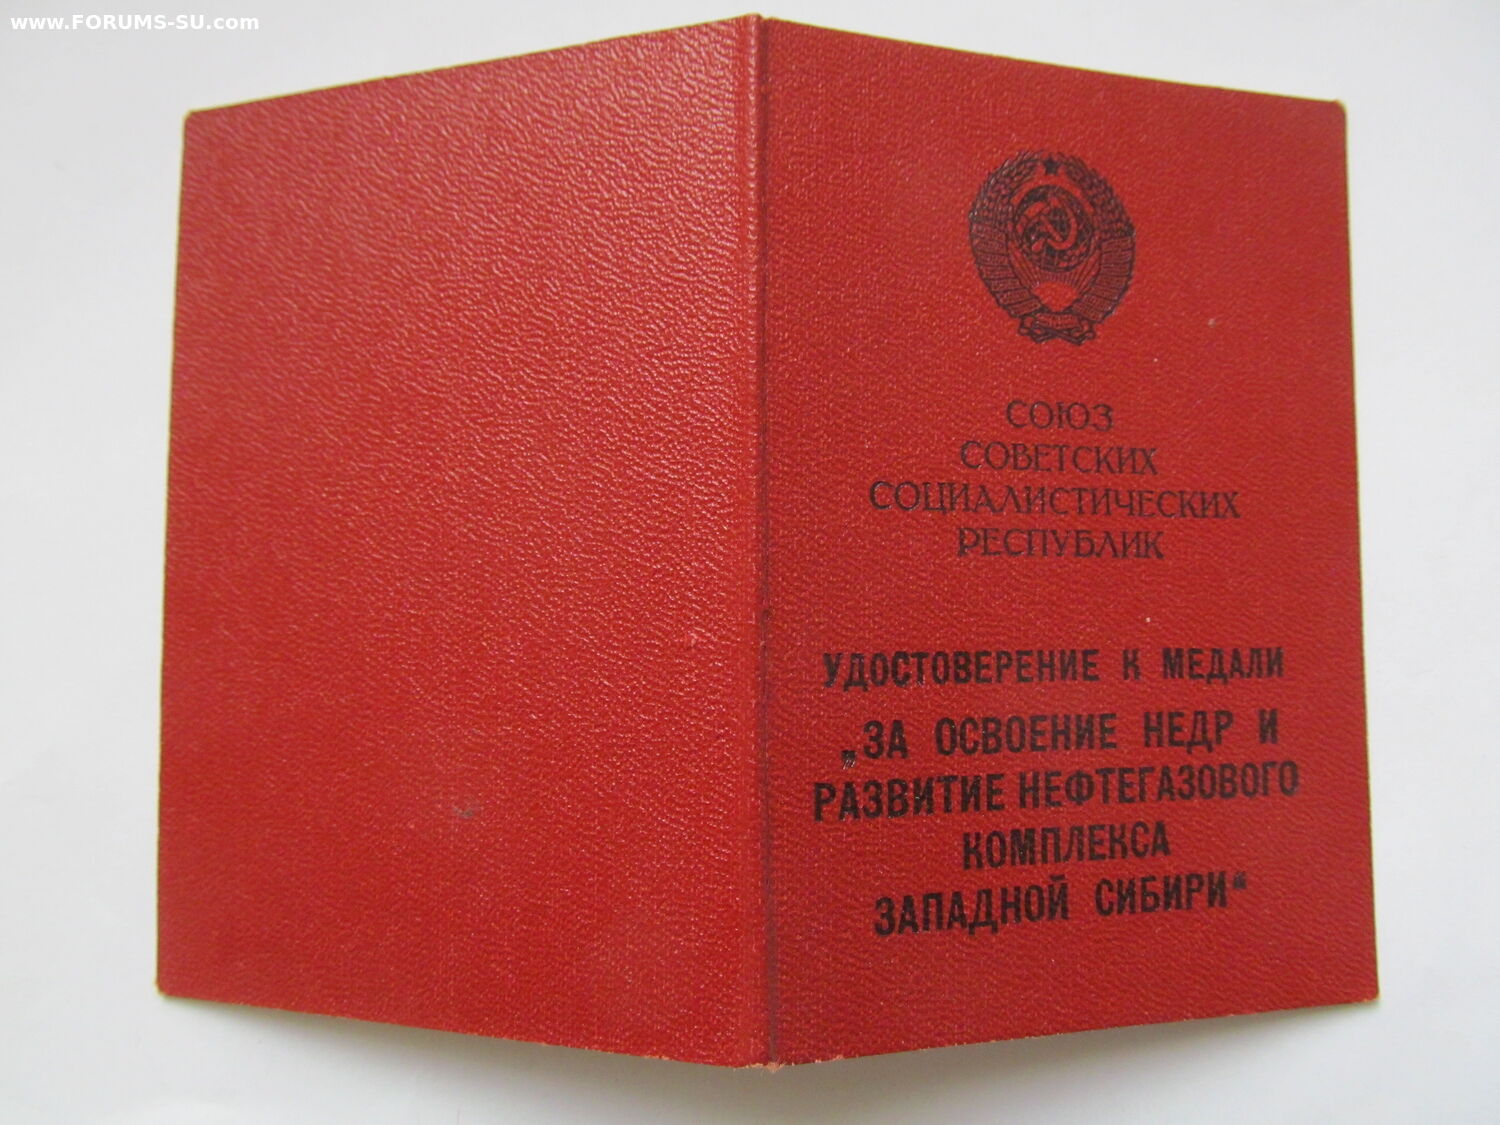 www.FORUMS-SU.com
СОЮЗ
СОВЕТСКИХ
СОЦИАЛИСТИЧЕСКИХ
РЕСПУБЛИК
УДОСТОВЕРЕНИЕ К МЕДАЛИ
„ЗА ОСВОЕНИЕ НЕДР И
РАЗВИТИЕ НЕФТЕГАЗОВОГО
КОМПЛЕКСА
ЗАПАДНОЙ СИБИРИ“